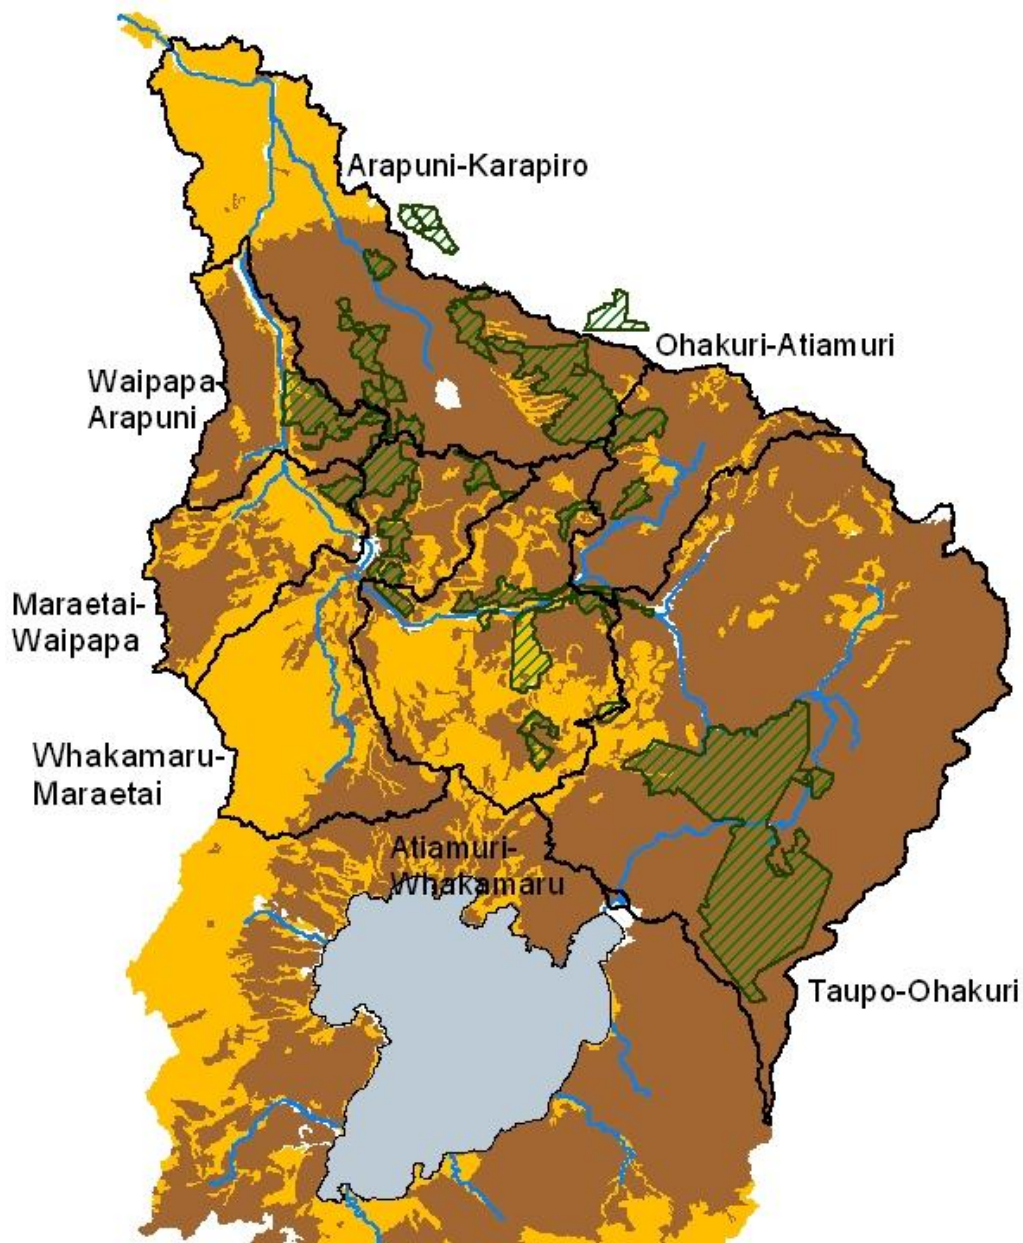 Arapuni-Karapiro
Ohakuri-Atiamuri
Waipapa-
Arapuni
Maraetai-
Waipapa
Whakamaru-
Maraetai
Atiamuri-
Whakamaru
Taupo-Ohakuri